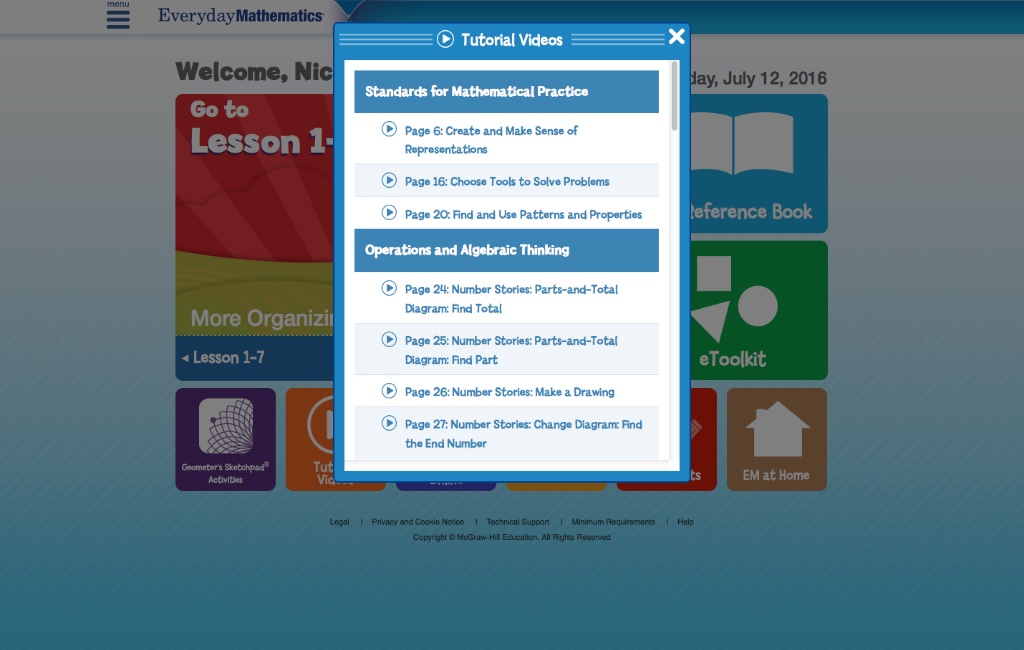 menu
EverydayMathematics
Tutorial Videos
Welcome, Nic
day, July 12, 2016
Standards for Mathematical Practice
Page 6: Create and Make Sense of
Representations
Page 16: Choose Tools to Solve Problems
Page 20: Find and Use Patterns and Properties
Operations and Algebraic Thinking
Page 24: Number Stories: Parts-and-Total
Diagram: Find Total
Page 25: Number Stories: Parts-and-Total
Diagram: Find Part
Page 26: Number Stories: Make a Drawing
Page 27: Number Stories: Change Diagram: Find
the End Number
Go to
Lesson 1-
More Organizi
Lesson 1-7
Reference Book
eToolkit
Geometer's Sketchpad®
Activities
Tut
Vid
ts
EM at Home
Legal | Privacy and Cookie Notice | Technical Support | Minimum Requirements | Help
Copyright © McGraw-Hill Education. All Rights Reserved